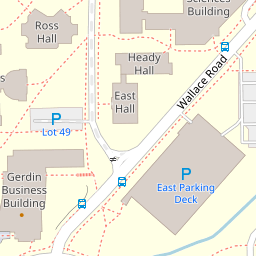 Sciences
Building
Ross
Hall
Heady
Hall
East
Hall
Wallace Road
P
Lot 49
Gerdin
Business
Building
P
East Parking
Deck